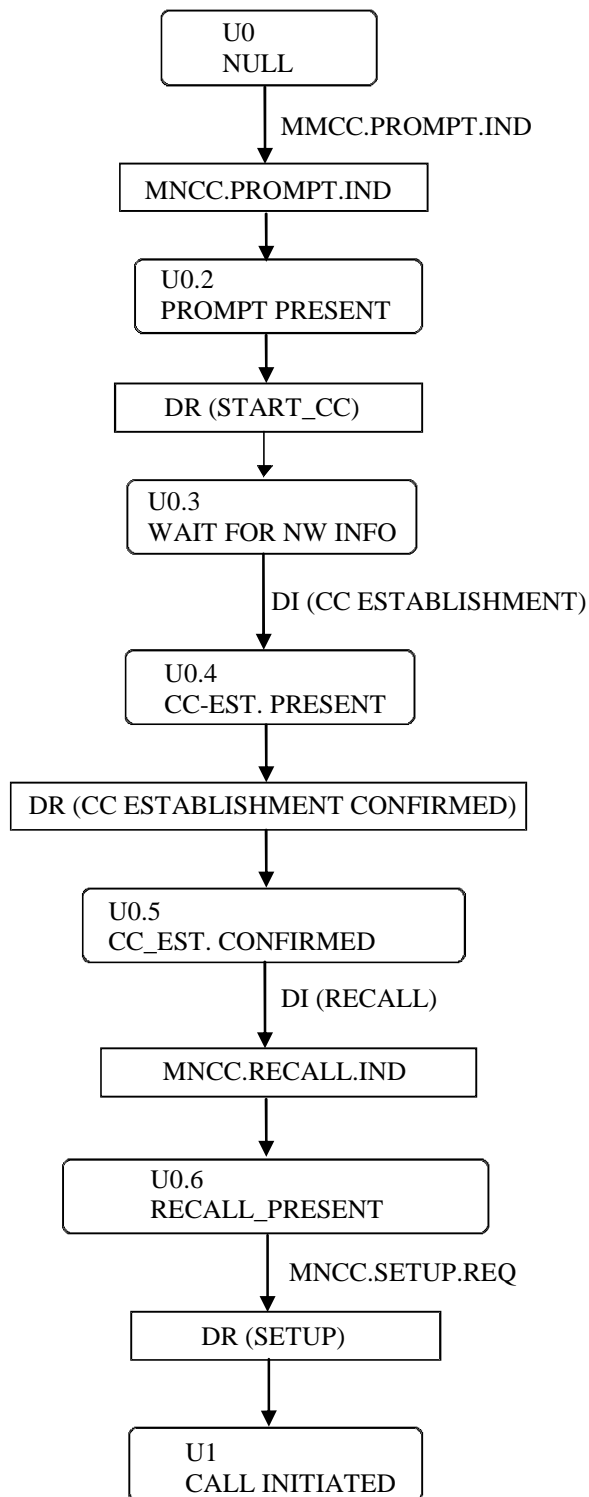 U0
NULL
MMCC.PROMPT.IND
MNCC.PROMPT.IND
U0.2
PROMPT PRESENT
DR (START_CC)
U0.3
WAIT FOR NW INFO
DI (CC ESTABLISHMENT)
U0.4
CC-EST. PRESENT
DR (CC ESTABLISHMENT CONFIRMED)
U0.5
CC_EST. CONFIRMED
DI (RECALL)
MNCC.RECALL.IND
U0.6
RECALL_PRESENT
MNCC.SETUP.REQ
DR (SETUP)
U1
CALL INITIATED